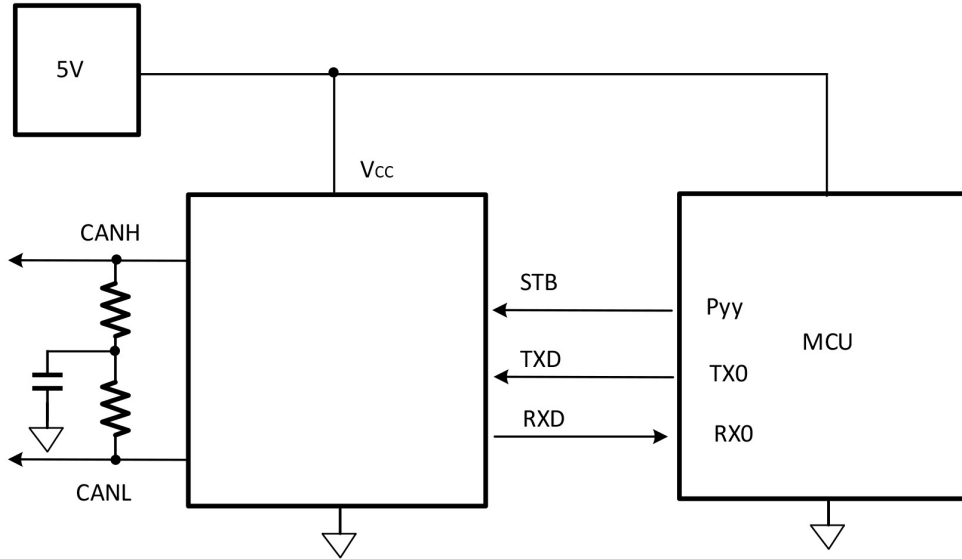 5V
Vcc
CANH
STB
Pyy
MCU
TXD
TX0
RXD
RX0
CANL